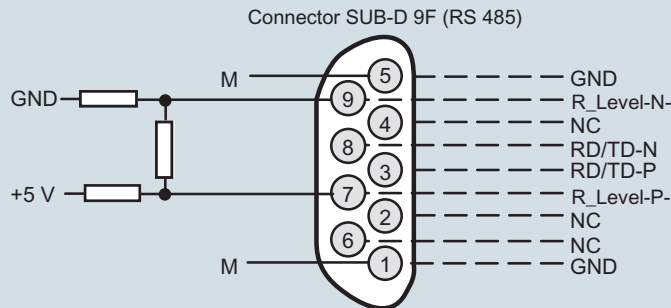 Connector SUB-D 9F (RS 485)
M
5
GND
GND
9
R_Level-N-
4
NC
8
RD/TD-N
3
RD/TD-P
+5 V
7
R_Level-P-
2
NC
6
NC
M
1
GND